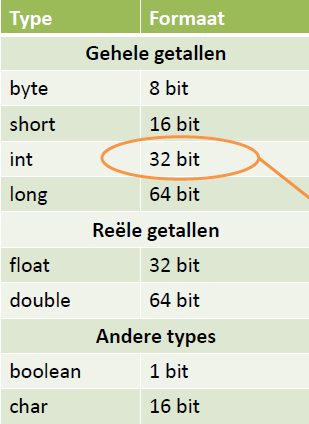 Type Formaat
Gehele getallen
byte 8 bit
short 16 bit
int 32 bit
long 64 bit
Reële getallen
float 32 bit
double 64 bit
Andere types
boolean 1 bit
char 16 bit